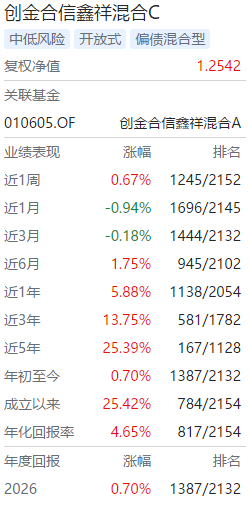 创金合信鑫祥混合C
中低风险 开放式 偏债混合型
复权净值 1.2542
关联基金
010605.OF 创金合信鑫祥混合A
业绩表现 涨幅 排名
近1周 0.67% 1245/2152
近1月 -0.94% 1696/2145
近3月 -0.18% 1444/2132
近6月 1.75% 945/2102
近1年 5.88% 1138/2054
近3年 13.75% 581/1782
近5年 25.39% 167/1128
年初至今 0.70% 1387/2132
成立以来 25.42% 784/2154
年化回报率 4.65% 817/2154
年度回报 涨幅 排名
2026 0.70% 1387/2132